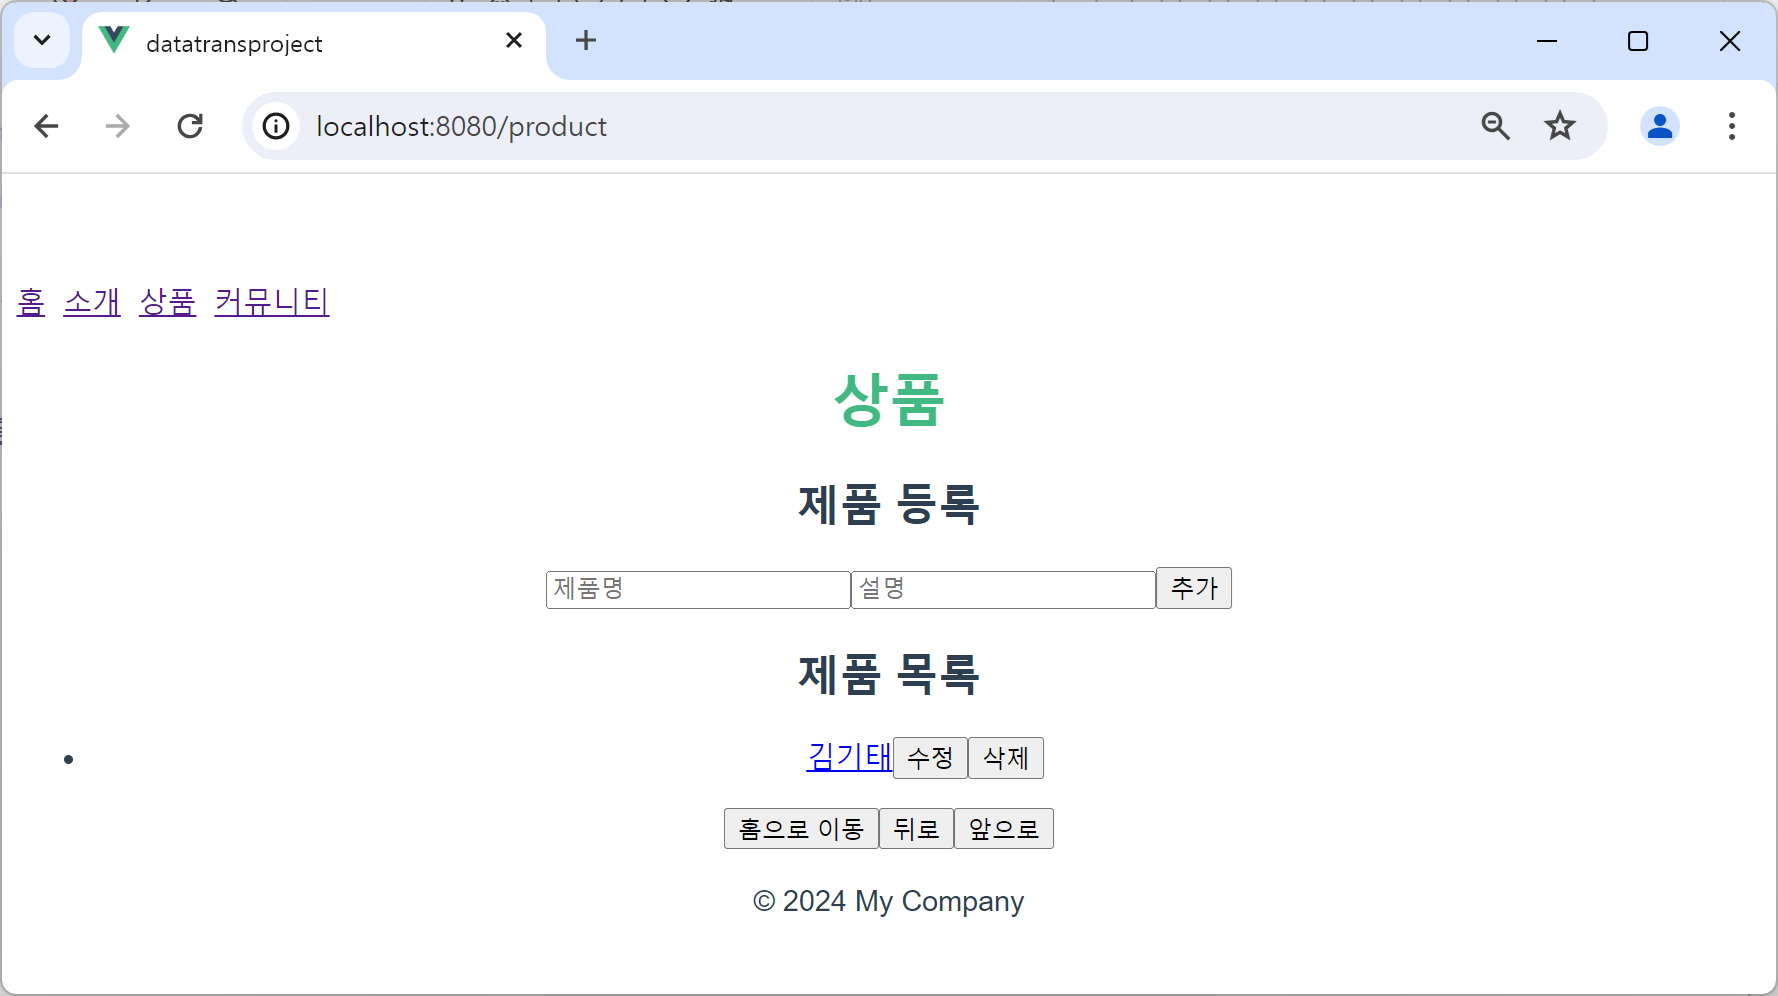 datatransproject
localhost:8080/product
홈 소개 상품 커뮤니티
상품
제품 등록
제품명 설명 추가
제품 목록
김기태 수정 삭제
홈으로 이동 뒤로 앞으로
© 2024 My Company